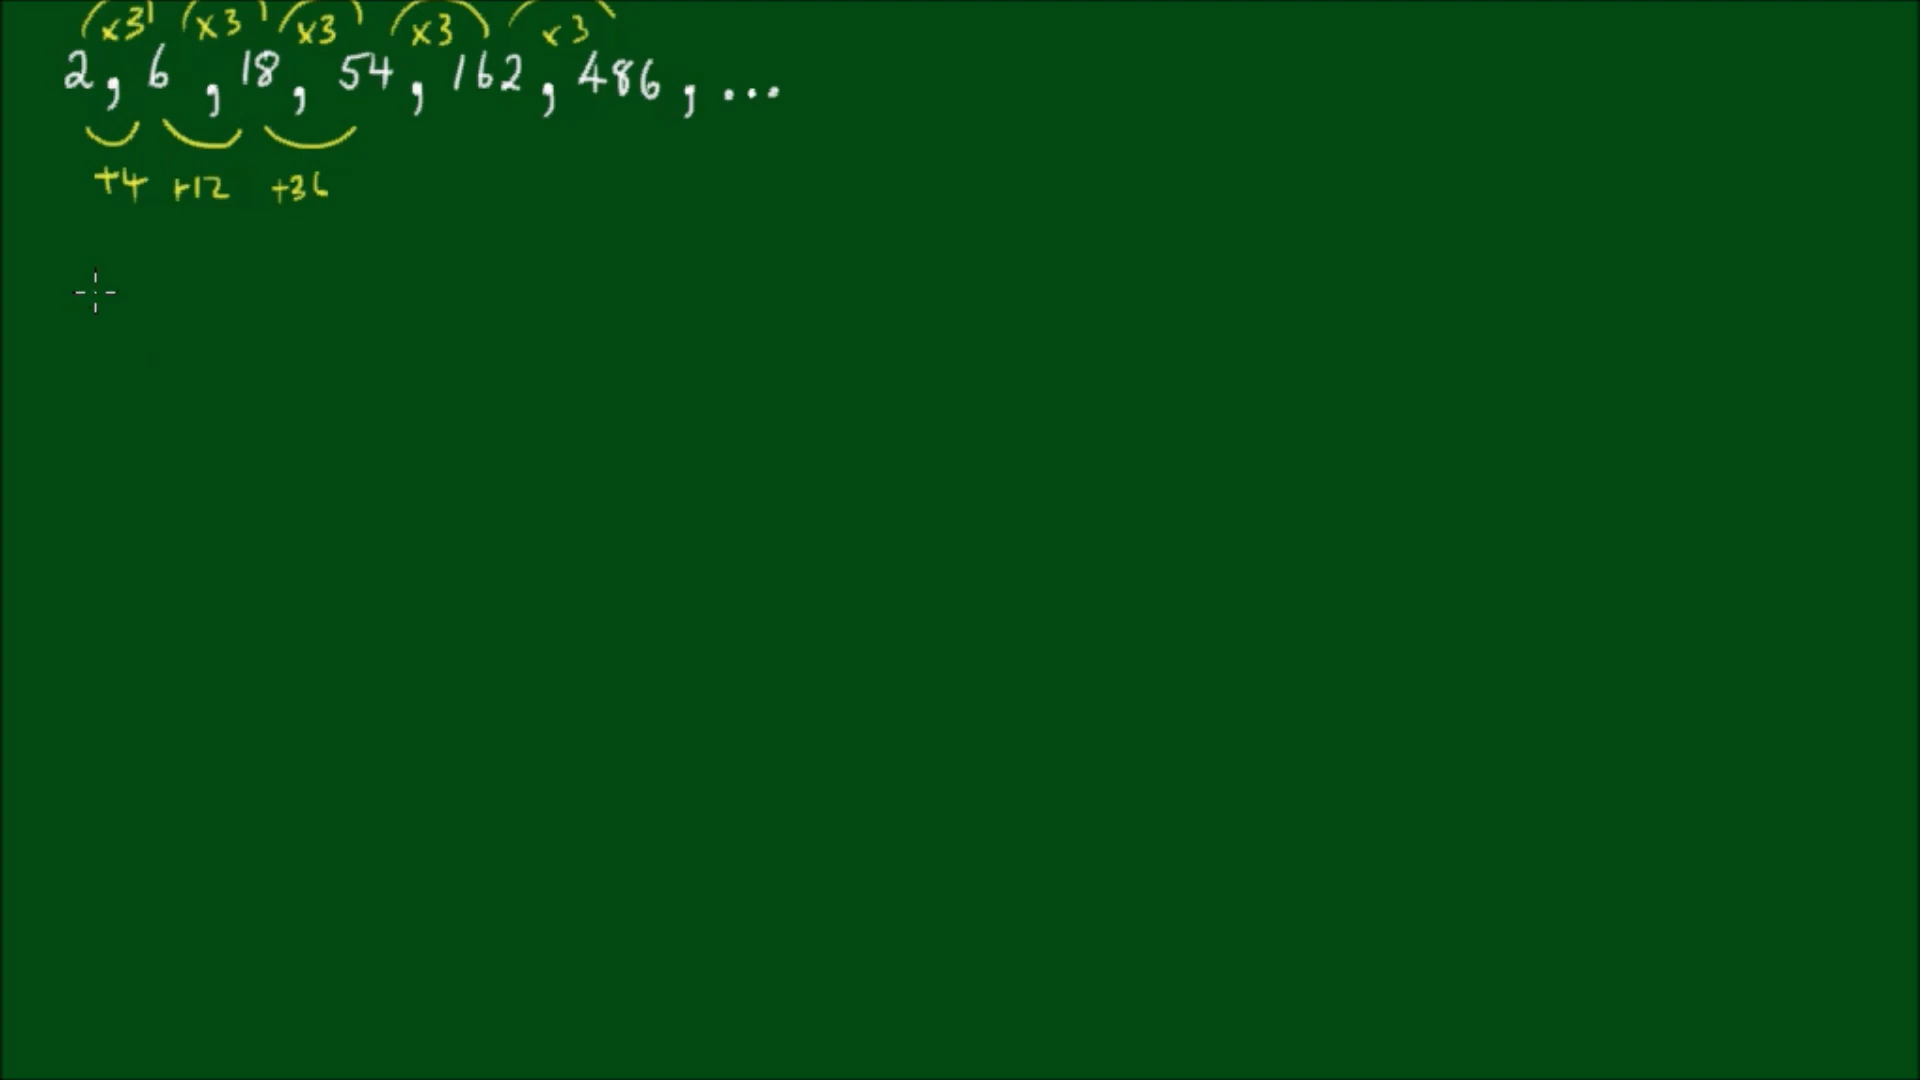 x3 x3 x3 x3 x3
2, 6, 18, 54, 162, 486, ...
+4 +12 +36